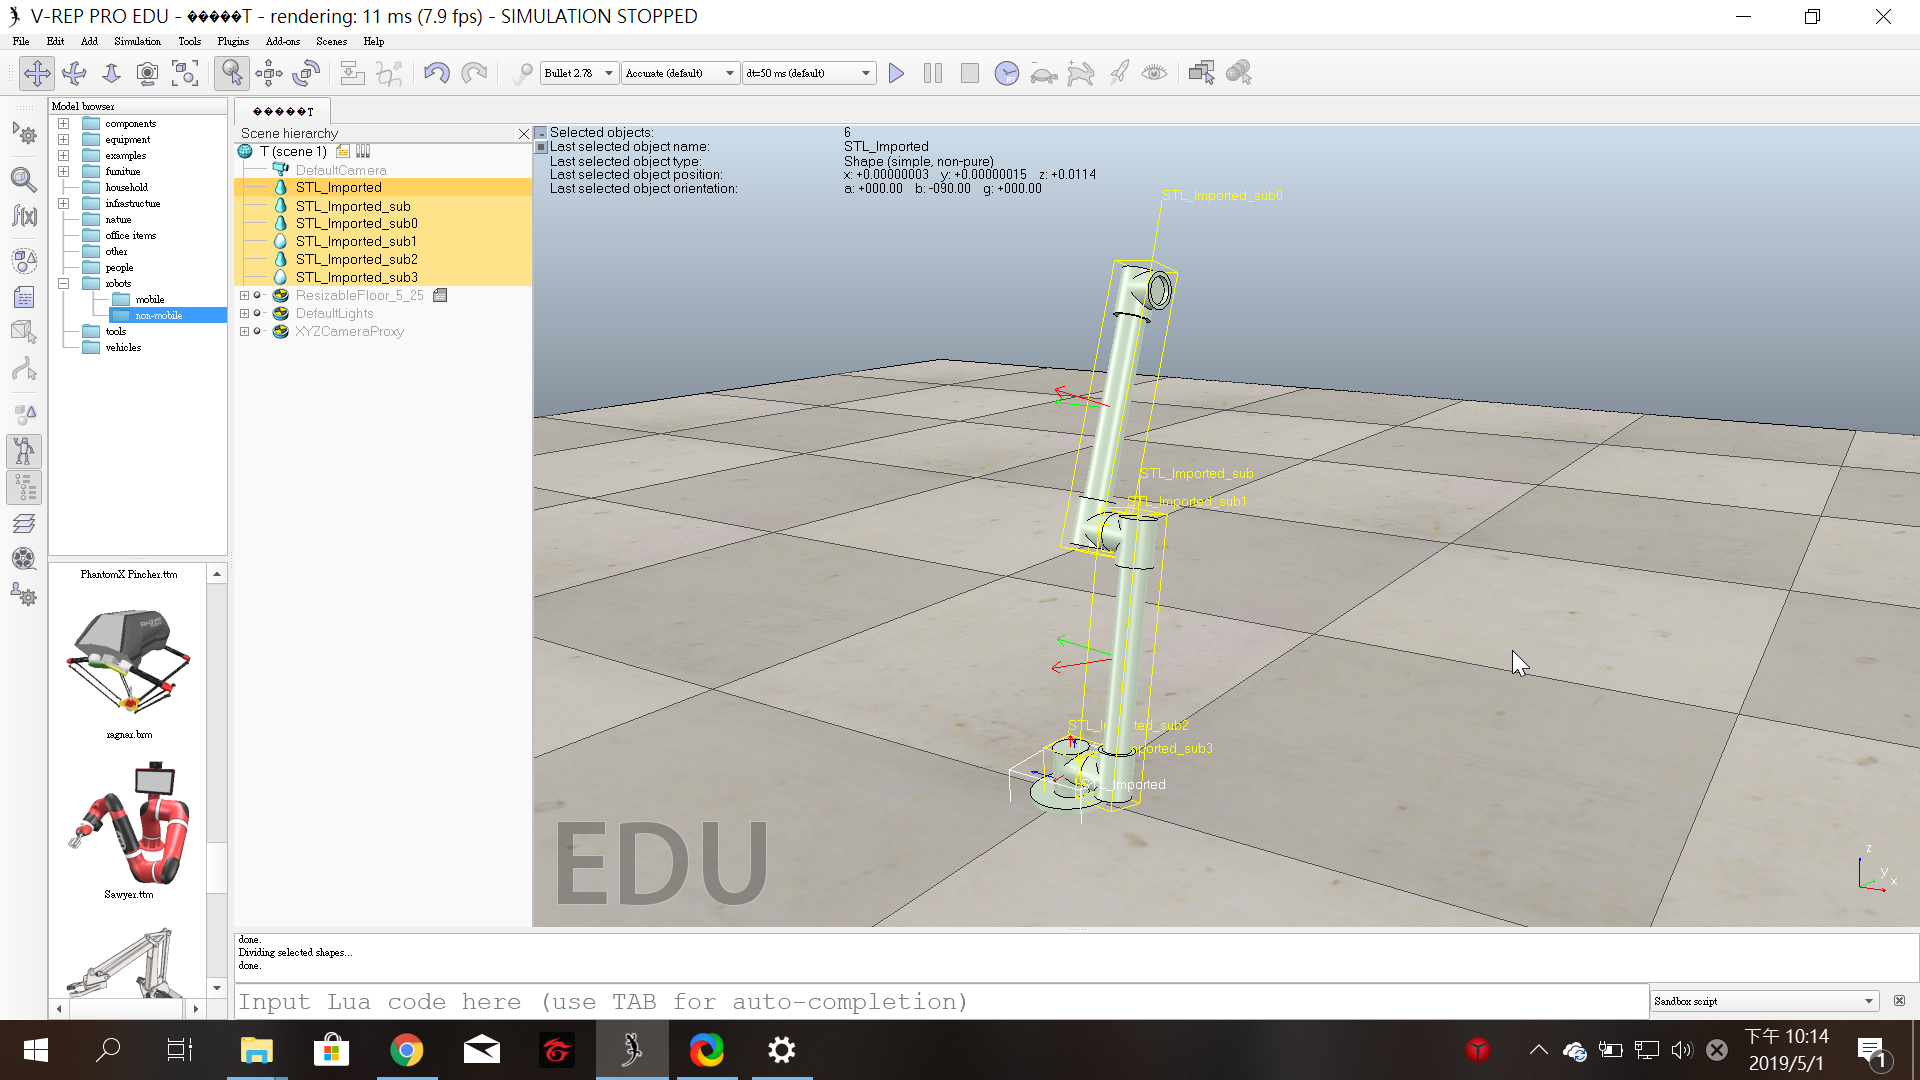 V-REP PRO EDU - �����T - rendering: 11 ms (7.9 fps) - SIMULATION STOPPED
File Edit Add Simulation Tools Plugins Add-ons Scenes Help
Bullet 2.78 Accurate (default) dt=50 ms (default)
Model browser
components
equipment
examples
furniture
household
infrastructure
nature
office items
other
people
robots
mobile
non-mobile
tools
vehicles
PhantomX Pincher.ttm
ragnar.brm
Sawyer.ttm
�����T
Scene hierarchy
T (scene 1)
DefaultCamera
STL_Imported
STL_Imported_sub
STL_Imported_sub0
STL_Imported_sub1
STL_Imported_sub2
STL_Imported_sub3
ResizableFloor_5_25
DefaultLights
XYZCameraProxy
Selected objects: 6
Last selected object name: STL_Imported
Last selected object type: Shape (simple, non-pure)
Last selected object position: x: +0.00000003 y: +0.00000015 z: +0.0114
Last selected object orientation: a: +000.00 b: -090.00 g: +000.00
STL_Imported_sub0
STL_Imported_sub
STL_Imported_sub1
STL_I ted_sub2
ported_sub3
STL_Imported
z
y
x
EDU
done.
Dividing selected shapes...
done.
Input Lua code here (use TAB for auto-completion)
Sandbox script
下午 10:14
2019/5/1
1